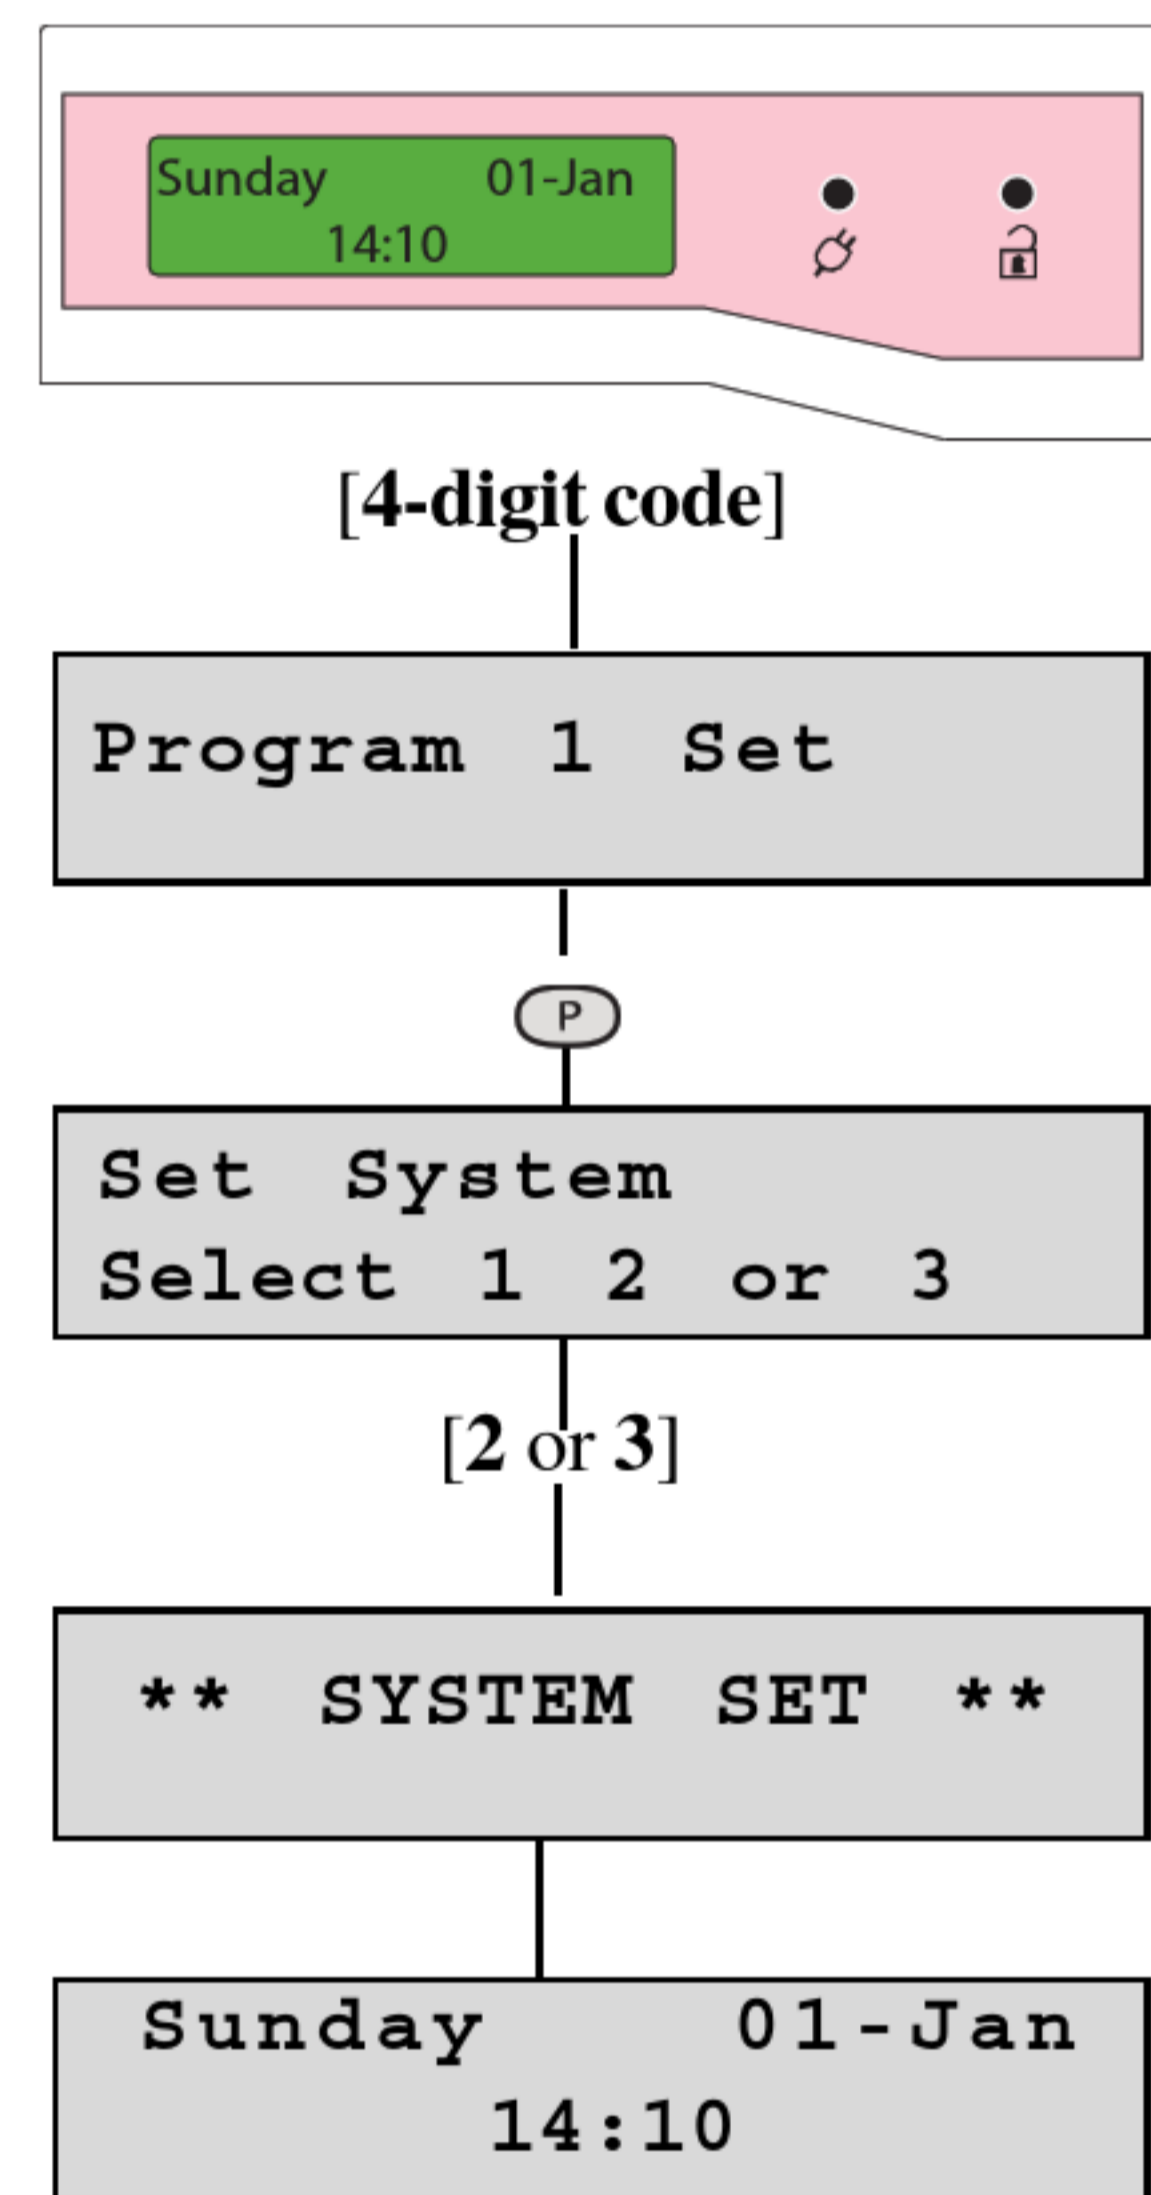 Sunday 01-Jan
14:10
[4-digit code]
Program 1 Set
P
Set System
Select 1 2 or 3
[2 or 3]
** SYSTEM SET **
Sunday 01-Jan
14:10